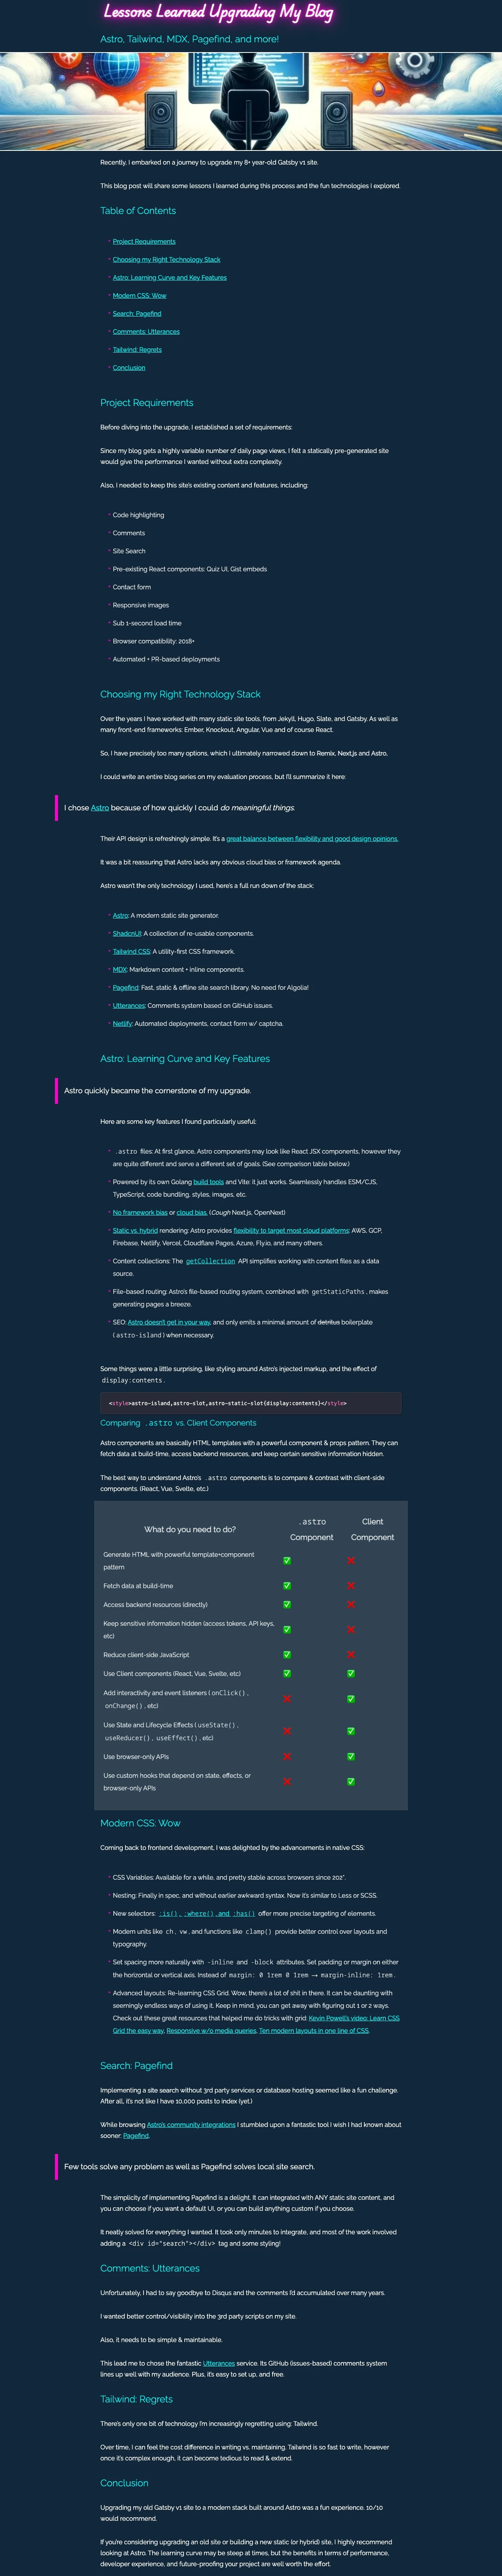 Lessons Learned Upgrading My Blog
Astro, Tailwind, MDX, Pagefind, and more!
Recently, I embarked on a journey to upgrade my 8+ year-old Gatsby v1 site.
This blog post will share some lessons I learned during this process and the fun technologies I explored.
Table of Contents
Project Requirements
Choosing my Right Technology Stack
Astro: Learning Curve and Key Features
Modern CSS: Wow
Search: Pagefind
Comments: Utterances
Tailwind: Regrets
Conclusion
Project Requirements
Before diving into the upgrade, I established a set of requirements:
Since my blog gets a highly variable number of daily page views, I felt a statically pre-generated site
would give the performance I wanted without extra complexity.
Also, I needed to keep this site's existing content and features, including:
Code highlighting
Comments
Site Search
Pre-existing React components: Quiz UI, Gist embeds
Contact form
Responsive images
Sub 1-second load time
Browser compatibility: 2018+
Automated + PR-based deployments
Choosing my Right Technology Stack
Over the years I have worked with many static site tools, from Jekyll, Hugo, Slate, and Gatsby. As well as
many front-end frameworks: Ember, Knockout, Angular, Vue and of course React.
So, I have precisely too many options, which I ultimately narrowed down to Remix, Next.js and Astro.
I could write an entire blog series on my evaluation process, but I'll summarize it here:
I chose Astro because of how quickly I could do meaningful things.
Their API design is refreshingly simple. It's a great balance between flexibility and good design opinions.
It was a bit reassuring that Astro lacks any obvious cloud bias or framework agenda.
Astro wasn't the only technology I used, here's a full run down of the stack:
Astro: A modern static site generator.
ShadcnUI: A collection of re-usable components.
Tailwind CSS: A utility-first CSS framework.
MDX: Markdown content + inline components.
Pagefind: Fast, static & offline site search library. No need for Algolia!
Utterances: Comments system based on GitHub issues.
Netlify: Automated deployments, contact form w/ captcha.
Astro: Learning Curve and Key Features
Astro quickly became the cornerstone of my upgrade.
Here are some key features I found particularly useful:
.astro files: At first glance, Astro components may look like React JSX components, however they
are quite different and serve a different set of goals. (See comparison table below.)
Powered by its own Golang build tools and Vite: it just works. Seamlessly handles ESM/CJS,
TypeScript, code bundling, styles, images, etc.
No framework bias or cloud bias. (Cough Next.js, OpenNext)
Static vs. hybrid rendering: Astro provides flexibility to target most cloud platforms: AWS, GCP,
Firebase, Netlify, Vercel, Cloudflare Pages, Azure, Fly.io, and many others.
Content collections: The getCollection API simplifies working with content files as a data
source.
File-based routing: Astro's file-based routing system, combined with getStaticPaths, makes
generating pages a breeze.
SEO: Astro doesn't get in your way, and only emits a minimal amount of detritus boilerplate
(astro-island) when necessary.
Some things were a little surprising, like styling around Astro's injected markup, and the effect of
display:contents.
<style>astro-island,astro-slot,astro-static-slot{display:contents}</style>
Comparing .astro vs. Client Components
Astro components are basically HTML templates with a powerful component & props pattern. They can
fetch data at build-time, access backend resources, and keep certain sensitive information hidden.
The best way to understand Astro's .astro components is to compare & contrast with client-side
components. (React, Vue, Svelte, etc.)
What do you need to do? .astro Component Client Component
Generate HTML with powerful template+component
pattern ✅ ❌
Fetch data at build-time ✅ ❌
Access backend resources (directly) ✅ ❌
Keep sensitive information hidden (access tokens, API keys,
etc) ✅ ❌
Reduce client-side JavaScript ✅ ❌
Use Client components (React, Vue, Svelte, etc) ✅ ✅
Add interactivity and event listeners (onClick(),
onChange(), etc) ❌ ✅
Use State and Lifecycle Effects (useState(),
useReducer(), useEffect(), etc) ❌ ✅
Use browser-only APIs ❌ ✅
Use custom hooks that depend on state, effects, or
browser-only APIs ❌ ✅
Modern CSS: Wow
Coming back to frontend development, I was delighted by the advancements in native CSS:
CSS Variables: Available for a while, and pretty stable across browsers since 202*.
Nesting: Finally in spec, and without earlier awkward syntax. Now it's similar to Less or SCSS.
New selectors: :is(), :where(), and :has() offer more precise targeting of elements.
Modern units like ch, vw, and functions like clamp() provide better control over layouts and
typography.
Set spacing more naturally with -inline and -block attributes. Set padding or margin on either
the horizontal or vertical axis. Instead of margin: 0 1rem 0 1rem → margin-inline: 1rem.
Advanced layouts: Re-learning CSS Grid. Wow, there's a lot of shit in there. It can be daunting with
seemingly endless ways of using it. Keep in mind, you can get away with figuring out 1 or 2 ways.
Check out these great resources that helped me do tricks with grid: Kevin Powell's video: Learn CSS
Grid the easy way, Responsive w/o media queries, Ten modern layouts in one line of CSS.
Search: Pagefind
Implementing a site search without 3rd party services or database hosting seemed like a fun challenge.
After all, it's not like I have 10,000 posts to index (yet.)
While browsing Astro's community integrations I stumbled upon a fantastic tool I wish I had known about
sooner: Pagefind.
Few tools solve any problem as well as Pagefind solves local site search.
The simplicity of implementing Pagefind is a delight. It can integrated with ANY static site content, and
you can choose if you want a default UI, or you can build anything custom if you choose.
It neatly solved for everything I wanted. It took only minutes to integrate, and most of the work involved
adding a <div id="search"></div> tag and some styling!
Comments: Utterances
Unfortunately, I had to say goodbye to Disqus and the comments I'd accumulated over many years.
I wanted better control/visibility into the 3rd party scripts on my site.
Also, it needs to be simple & maintainable.
This lead me to chose the fantastic Utterances service. Its GitHub (issues-based) comments system
lines up well with my audience. Plus, it's easy to set up, and free.
Tailwind: Regrets
There's only one bit of technology I'm increasingly regretting using: Tailwind.
Over time, I can feel the cost difference in writing vs. maintaining. Tailwind is so fast to write, however
once it's complex enough, it can become tedious to read & extend.
Conclusion
Upgrading my old Gatsby v1 site to a modern stack built around Astro was a fun experience. 10/10
would recommend.
If you're considering upgrading an old site or building a new static (or hybrid) site, I highly recommend
looking at Astro. The learning curve may be steep at times, but the benefits in terms of performance,
developer experience, and future-proofing your project are well worth the effort.